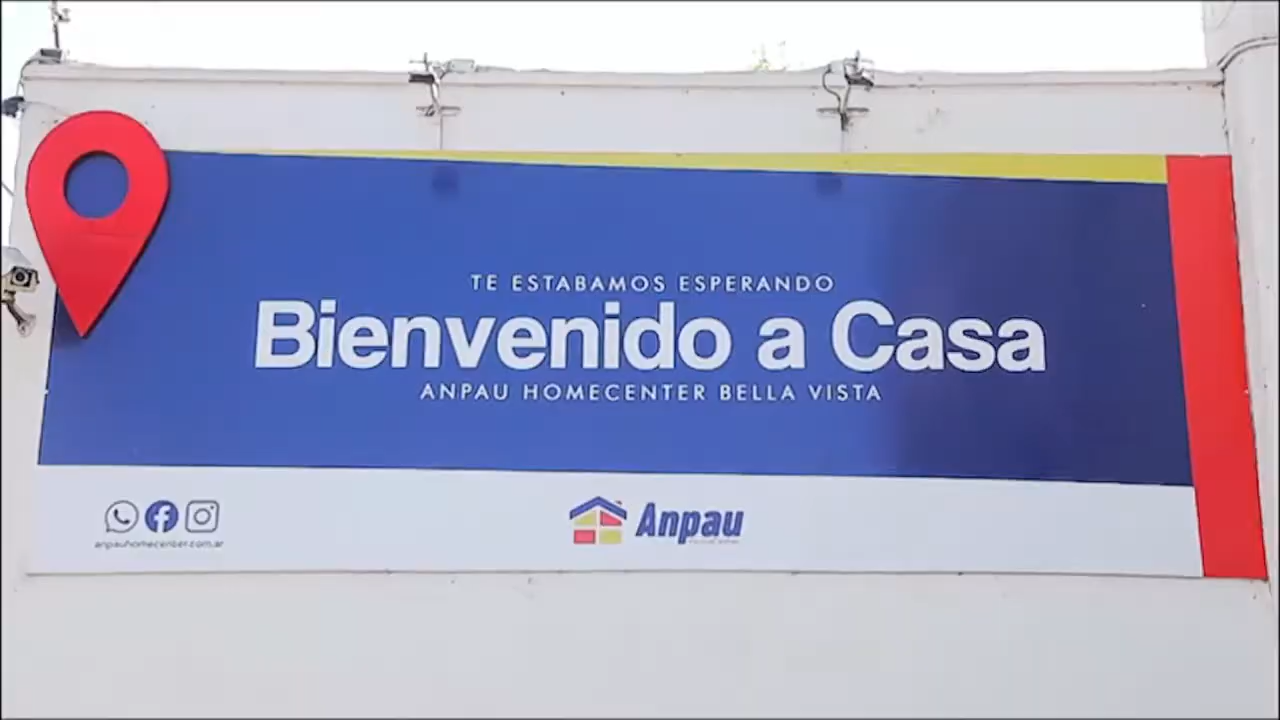 TE ESTABAMOS ESPERANDO
Bienvenido a Casa
ANPAU HOMECENTER BELLA VISTA
anpauhomecenter.com.ar
Anpau